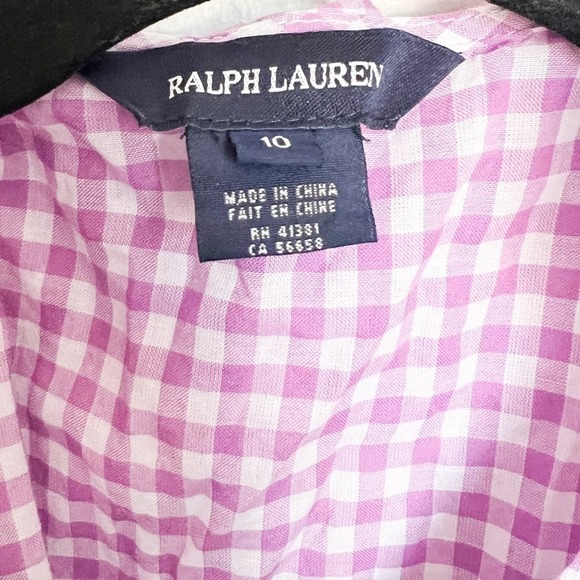 RALPH LAUREN
10
MADE IN CHINA
FAIT EN CHINE
RN 41381
CA 56658